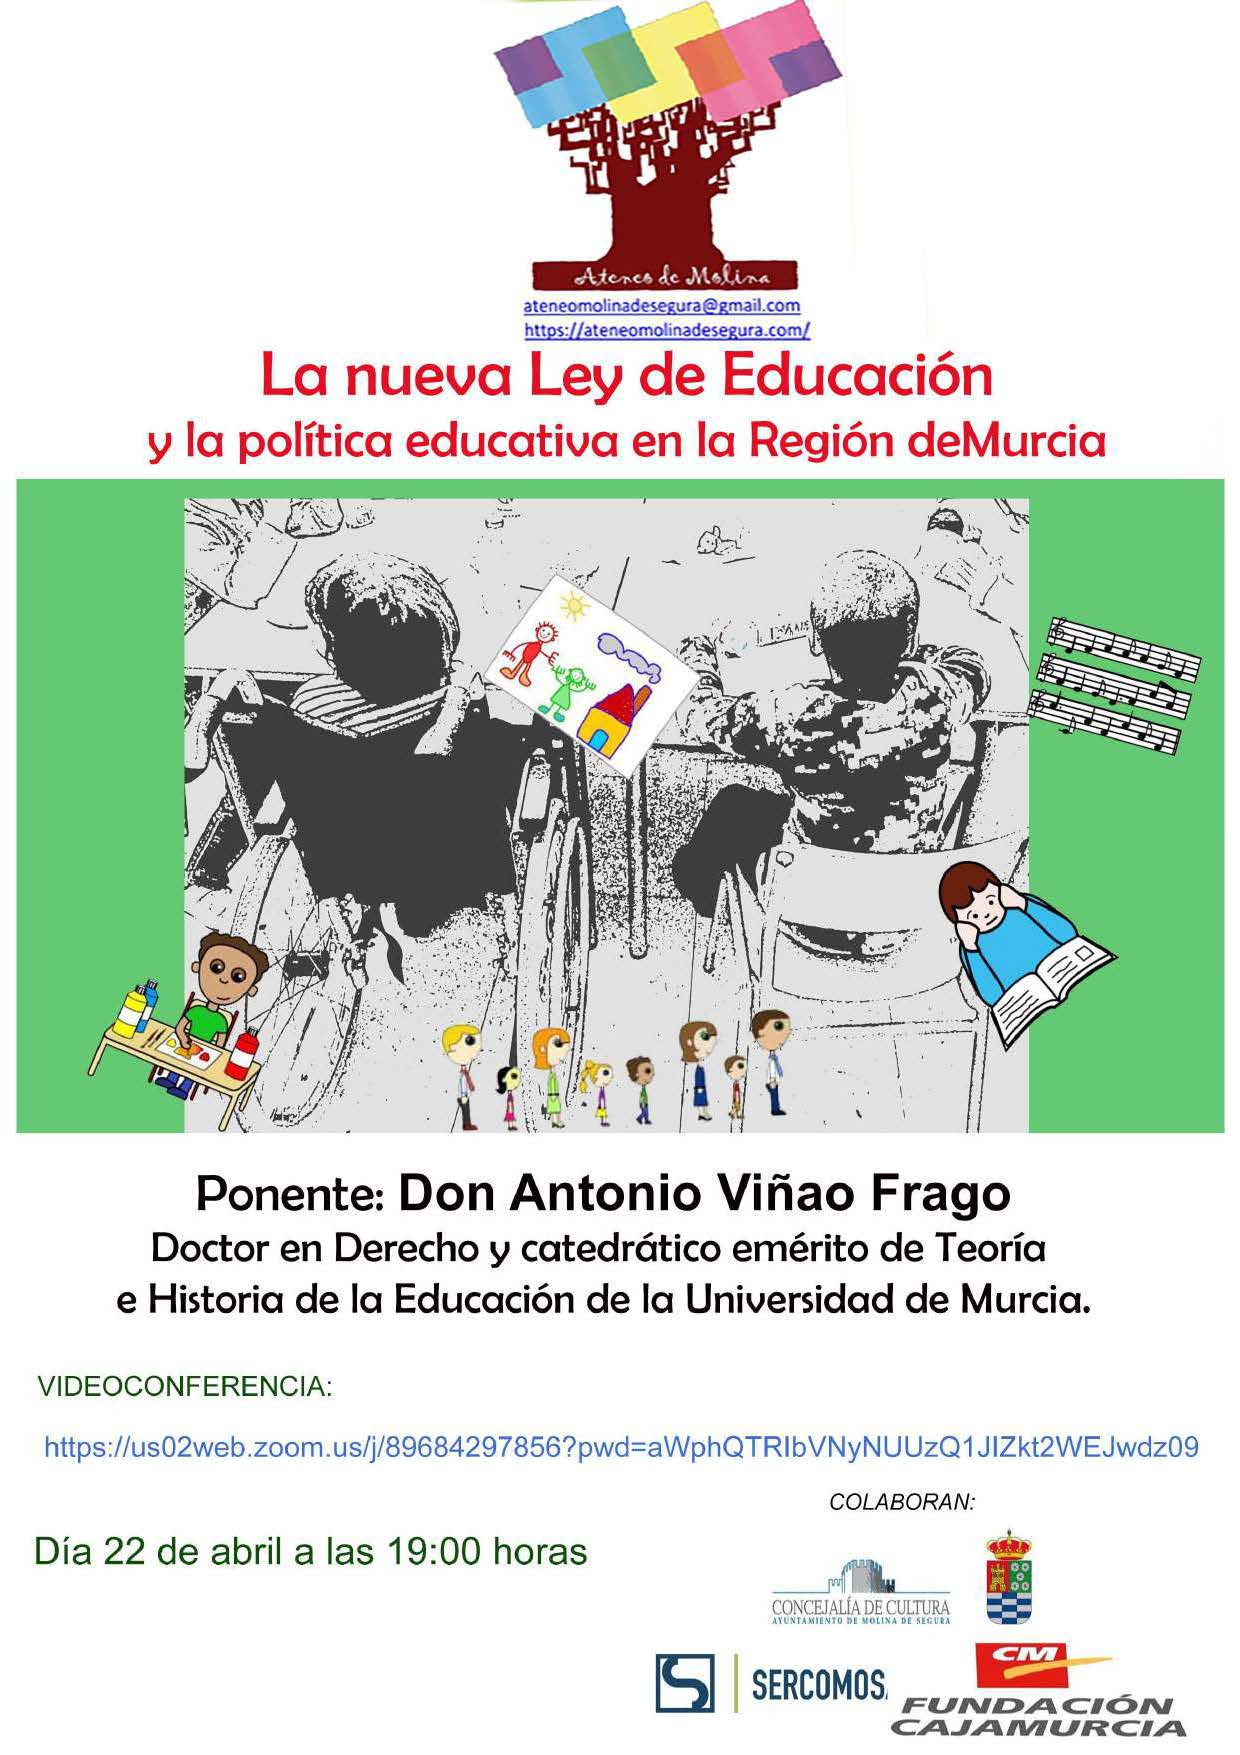 Ateneo de Molina
ateneomolinadesegura@gmail.com
https://ateneomolinadesegura.com/
La nueva Ley de Educación
y la política educativa en la Región deMurcia
Ponente: Don Antonio Viñao Frago
Doctor en Derecho y catedrático emérito de Teoría
e Historia de la Educación de la Universidad de Murcia.
VIDEOCONFERENCIA:
https://us02web.zoom.us/j/89684297856?pwd=aWphQTRIbVNyNUUzQ1JIZkt2WEJwdz09
COLABORAN:
Día 22 de abril a las 19:00 horas
CONCEJALÍA DE CULTURA
AYUNTAMIENTO DE MOLINA DE SEGURA
SERCOMOSA
CM
FUNDACIÓN
CAJAMURCIA